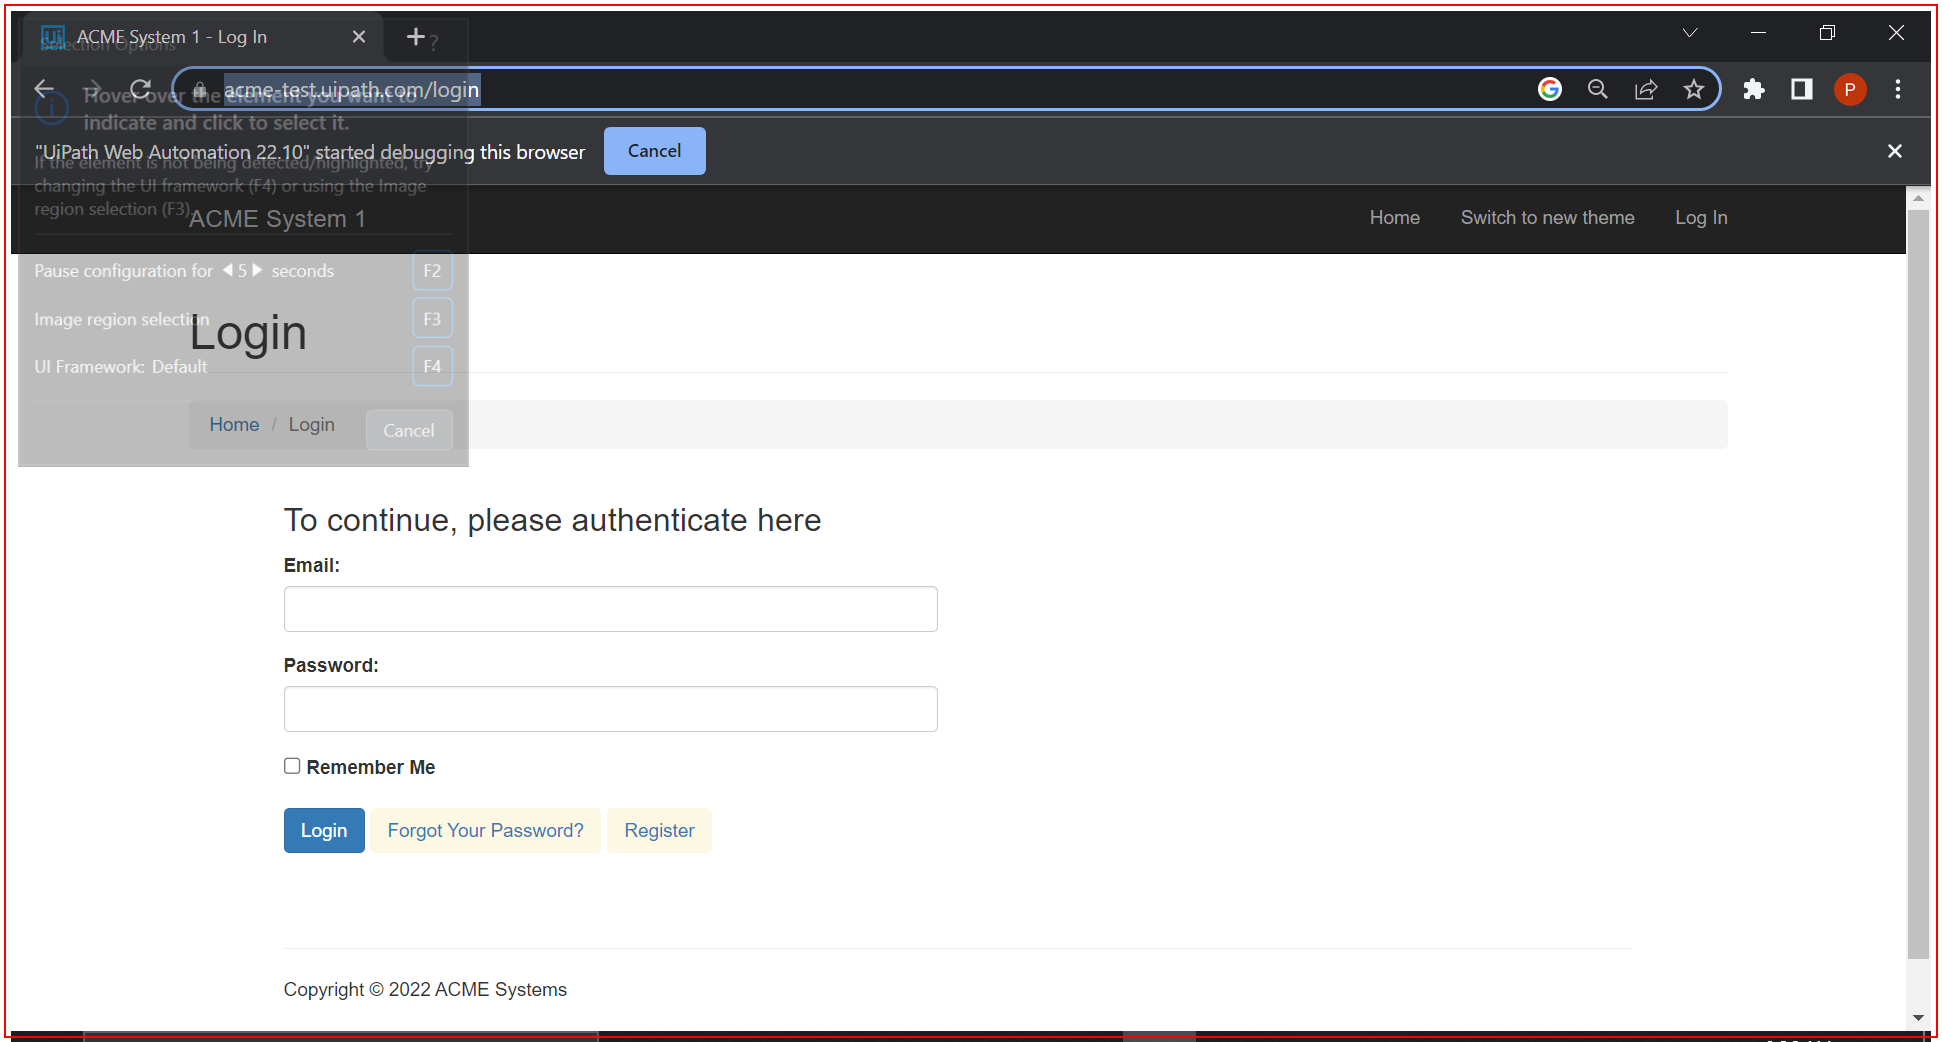 ACME System 1 - Log In
Selection Options
?
acme-test.uipath.com/login
P
Hover over the element you want to
indicate and click to select it.
"UiPath Web Automation 22.10" started debugging this browser
Cancel
If the element is not being detected/highlighted, try
changing the UI framework (F4) or using the Image
region selection (F3).
ACME System 1
Home
Switch to new theme
Log In
Pause configuration for 5 seconds
F2
Image region selection
F3
Login
UI Framework: Default
F4
Home / Login
Cancel
To continue, please authenticate here
Email:
Password:
Remember Me
Login
Forgot Your Password?
Register
Copyright © 2022 ACME Systems